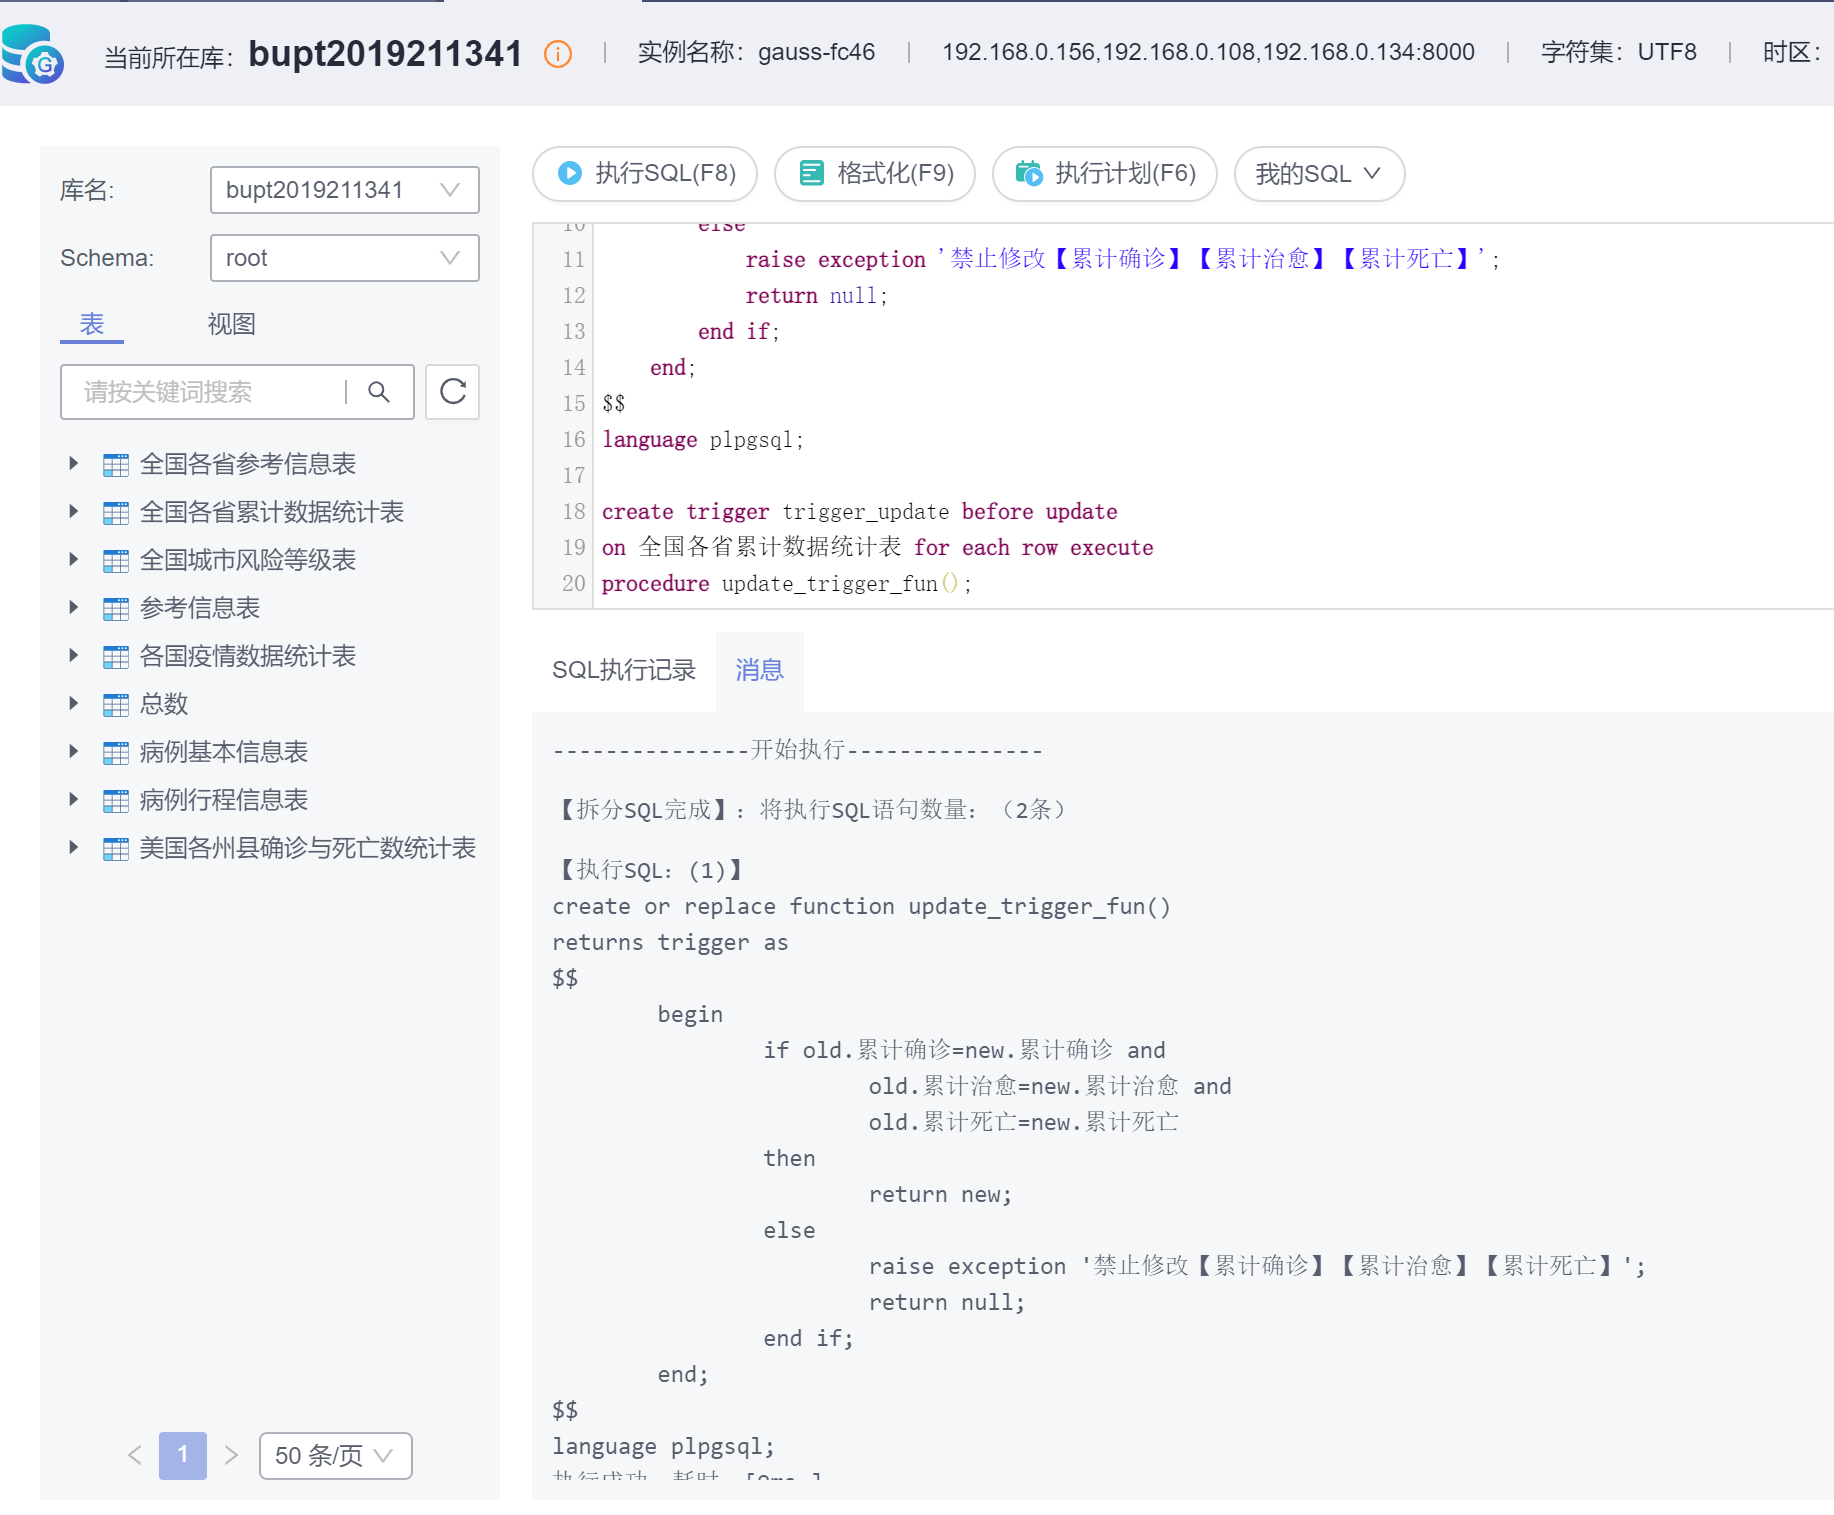 当前所在库：bupt2019211341 实例名称：gauss-fc46 192.168.0.156,192.168.0.108,192.168.0.134:8000 字符集：UTF8 时区：
库名: bupt2019211341
Schema: root
表 视图
请按关键词搜索
全国各省参考信息表
全国各省累计数据统计表
全国城市风险等级表
参考信息表
各国疫情数据统计表
总数
病例基本信息表
病例行程信息表
美国各州县确诊与死亡数统计表
1 50 条/页
执行SQL(F8) 格式化(F9) 执行计划(F6) 我的SQL
10 else
11 raise exception '禁止修改【累计确诊】【累计治愈】【累计死亡】';
12 return null;
13 end if;
14 end;
15 $$
16 language plpgsql;
17
18 create trigger trigger_update before update
19 on 全国各省累计数据统计表 for each row execute
20 procedure update_trigger_fun();
SQL执行记录 消息
---------------开始执行---------------
【拆分SQL完成】：将执行SQL语句数量：（2条）
【执行SQL：(1)】
create or replace function update_trigger_fun()
returns trigger as
$$
begin
if old.累计确诊=new.累计确诊 and
old.累计治愈=new.累计治愈 and
old.累计死亡=new.累计死亡
then
return new;
else
raise exception '禁止修改【累计确诊】【累计治愈】【累计死亡】';
return null;
end if;
end;
$$
language plpgsql;